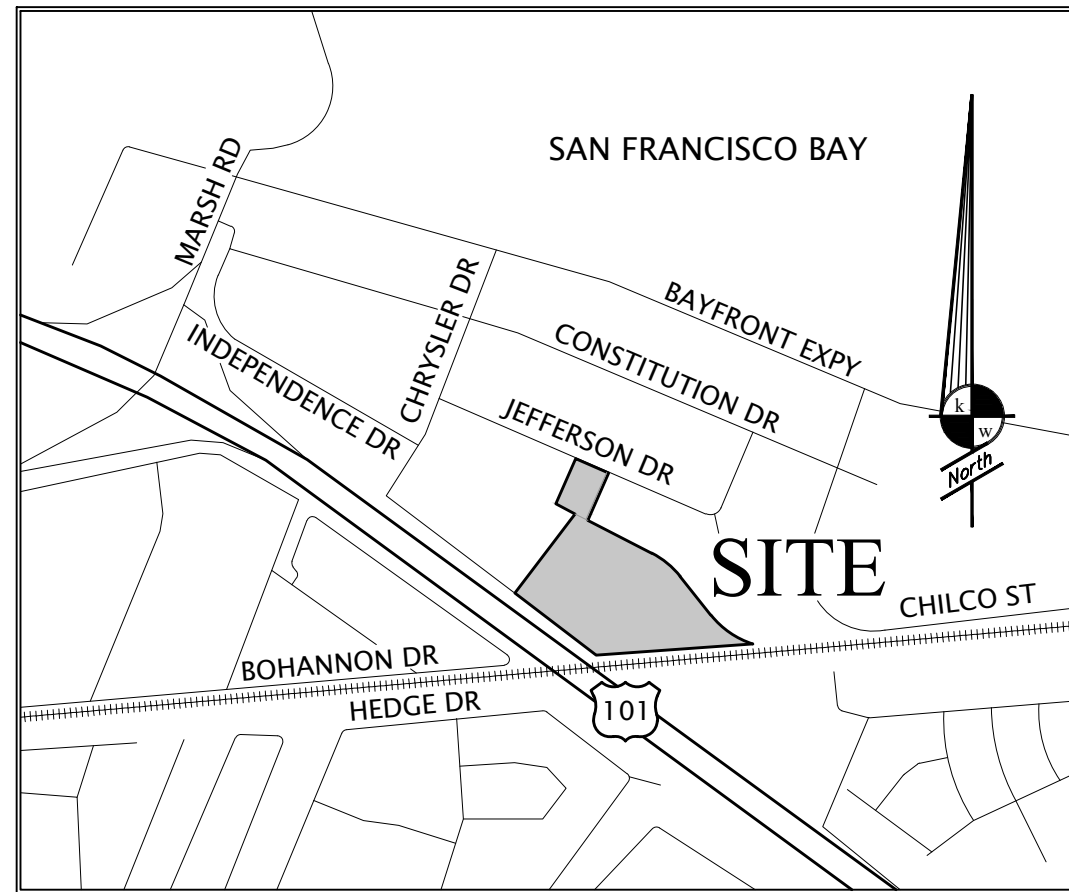 SAN FRANCISCO BAY
MARSH RD
CHRYSLER DR
BAYFRONT EXPY
INDEPENDENCE DR
CONSTITUTION DR
JEFFERSON DR
k
w
North
SITE
CHILCO ST
BOHANNON DR
HEDGE DR
101